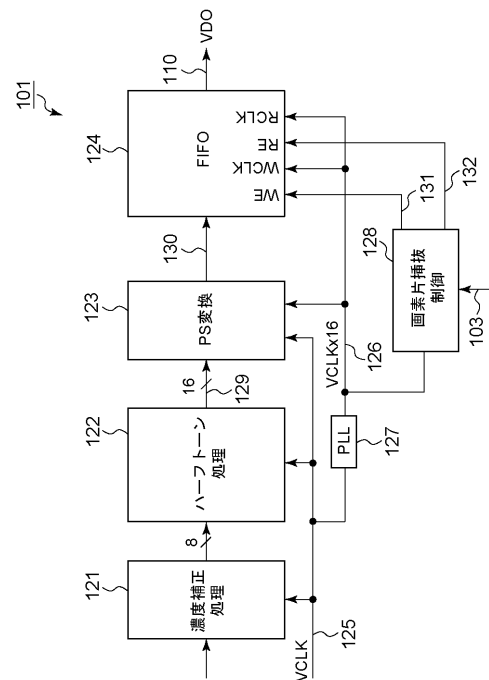 101
121
濃度補正
処理
8
122
ハーフトーン
処理
16
129
123
PS変換
130
124
FIFO
WE
WCLK
RE
RCLK
110
VDO
VCLK
125
PLL
127
VCLKx16
126
128
画素片挿抜
制御
131
132
103